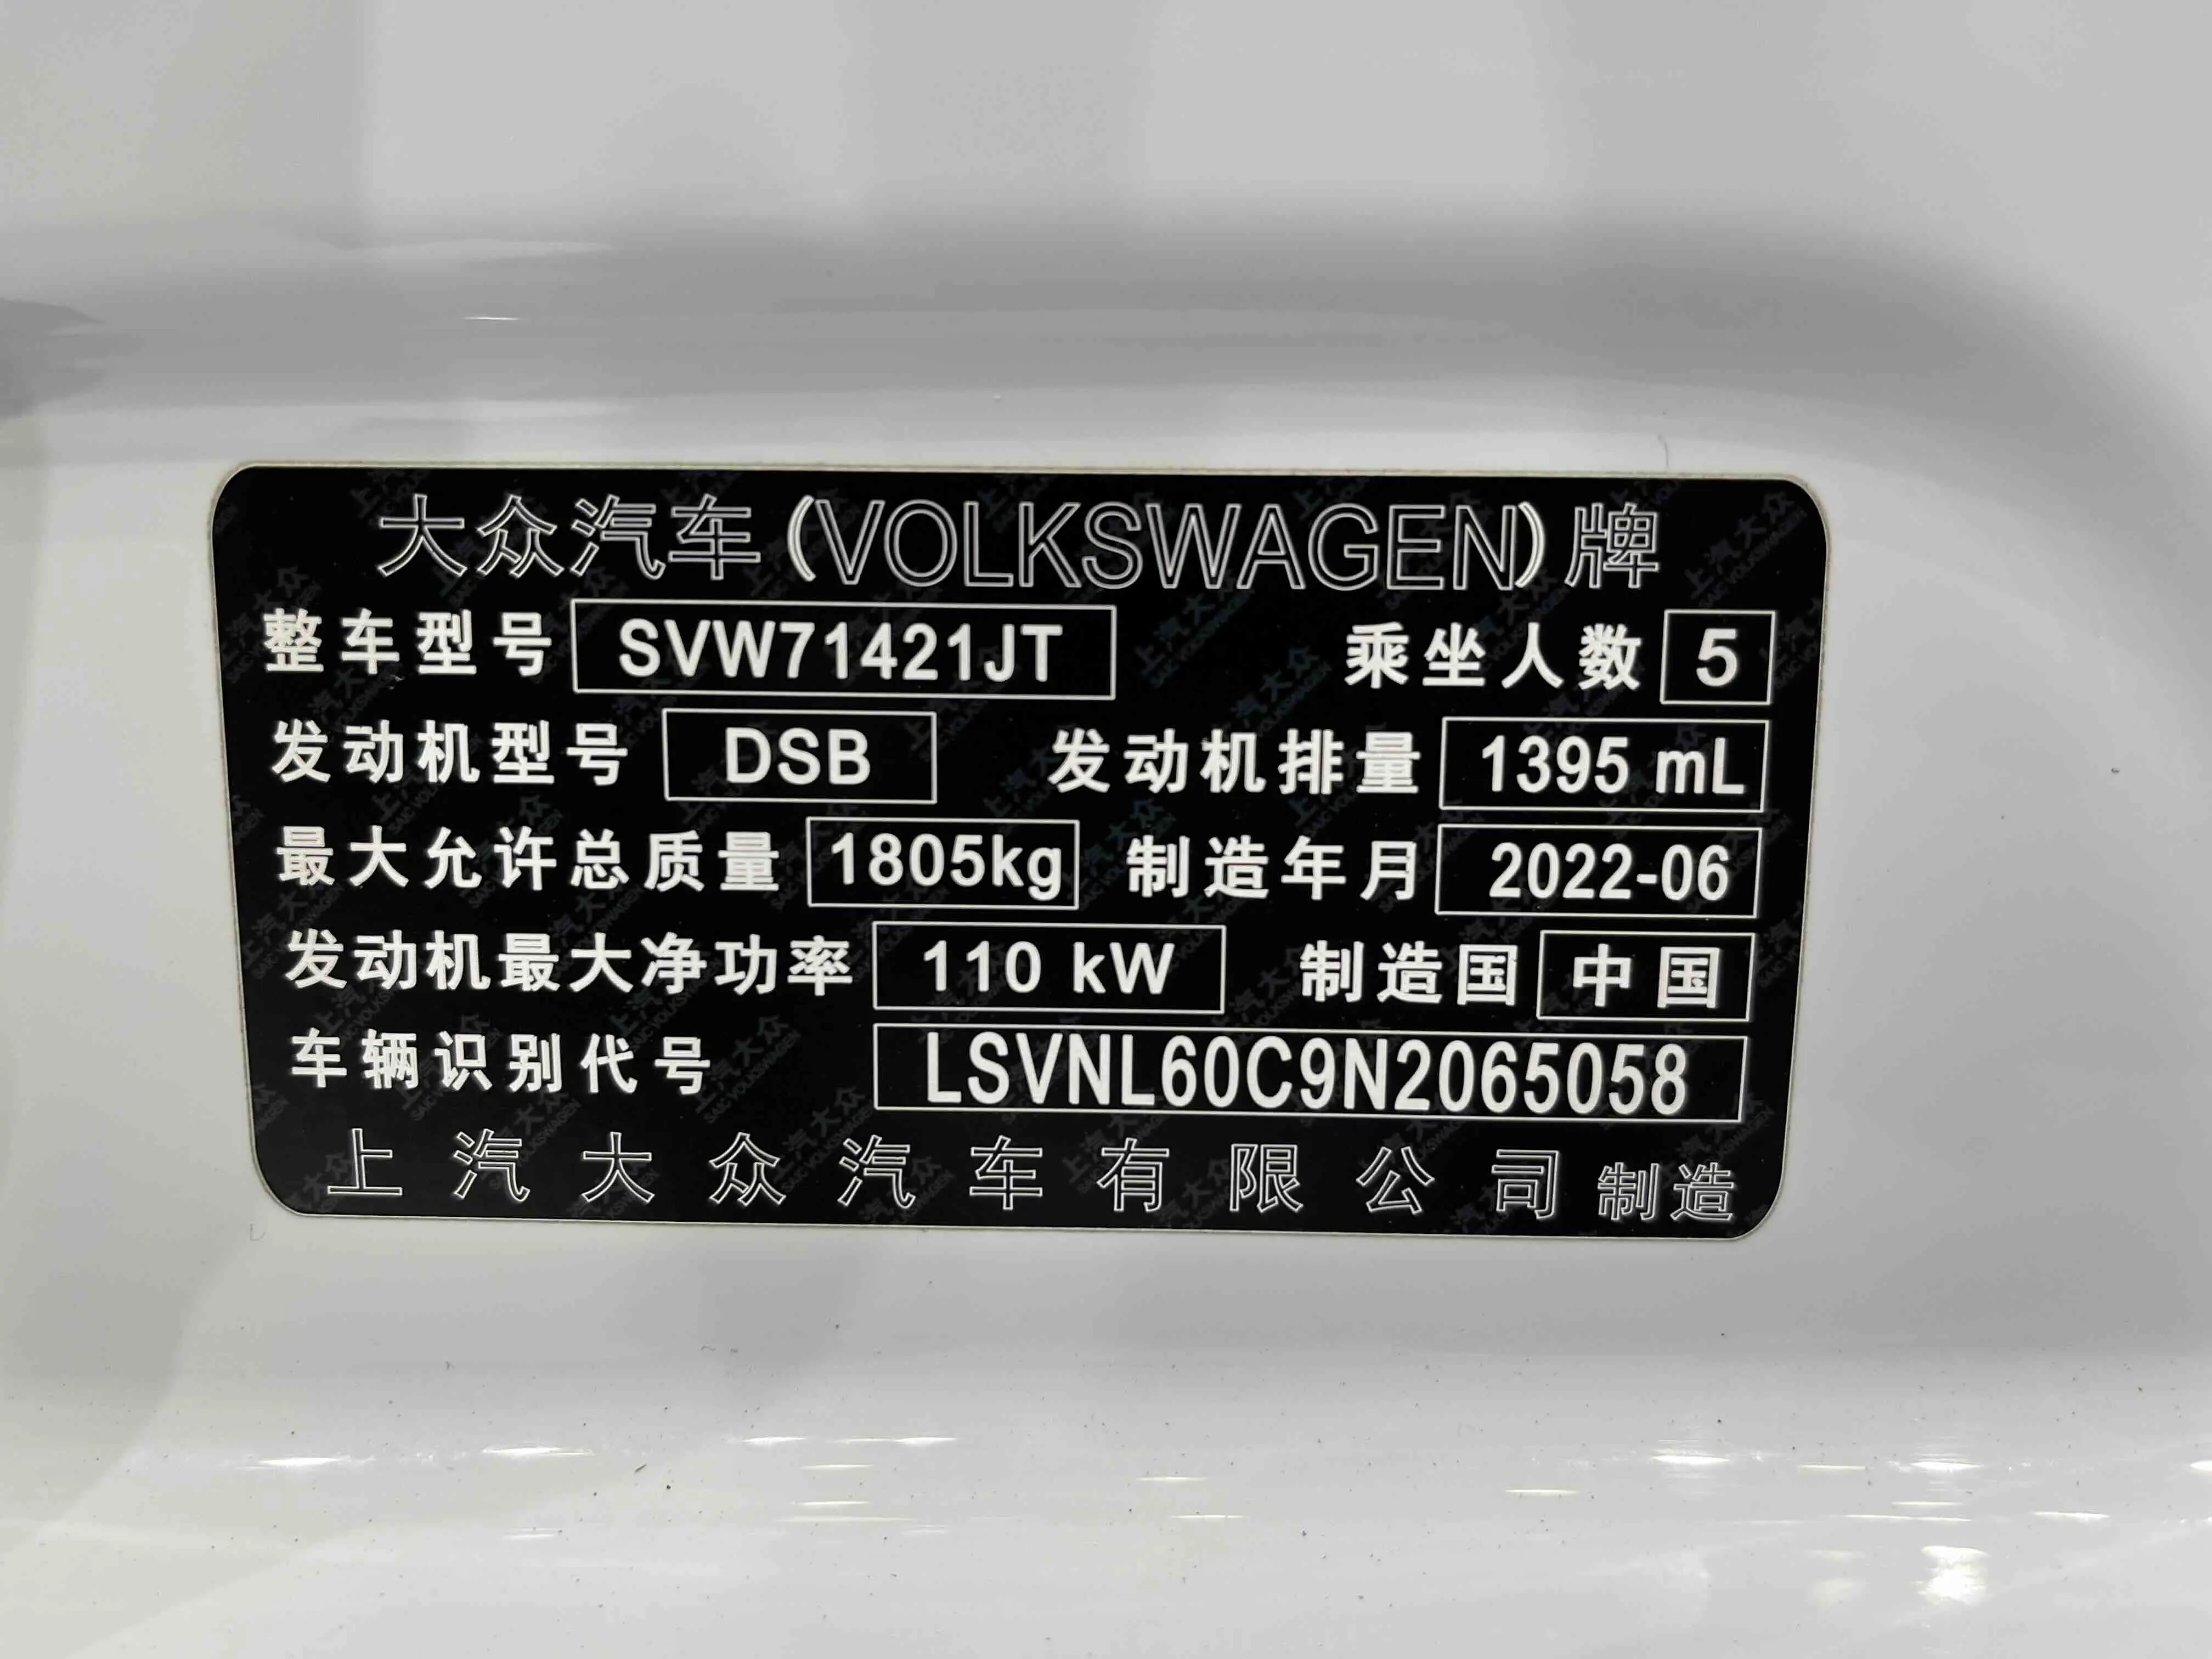 大众汽车(VOLKSWAGEN)牌
整车型号 SVW71421JT 乘坐人数 5
发动机型号 DSB 发动机排量 1395 mL
最大允许总质量 1805kg 制造年月 2022-06
发动机最大净功率 110 kW 制造国 中国
车辆识别代号 LSVNL60C9N2065058
上汽大众汽车有限公司制造